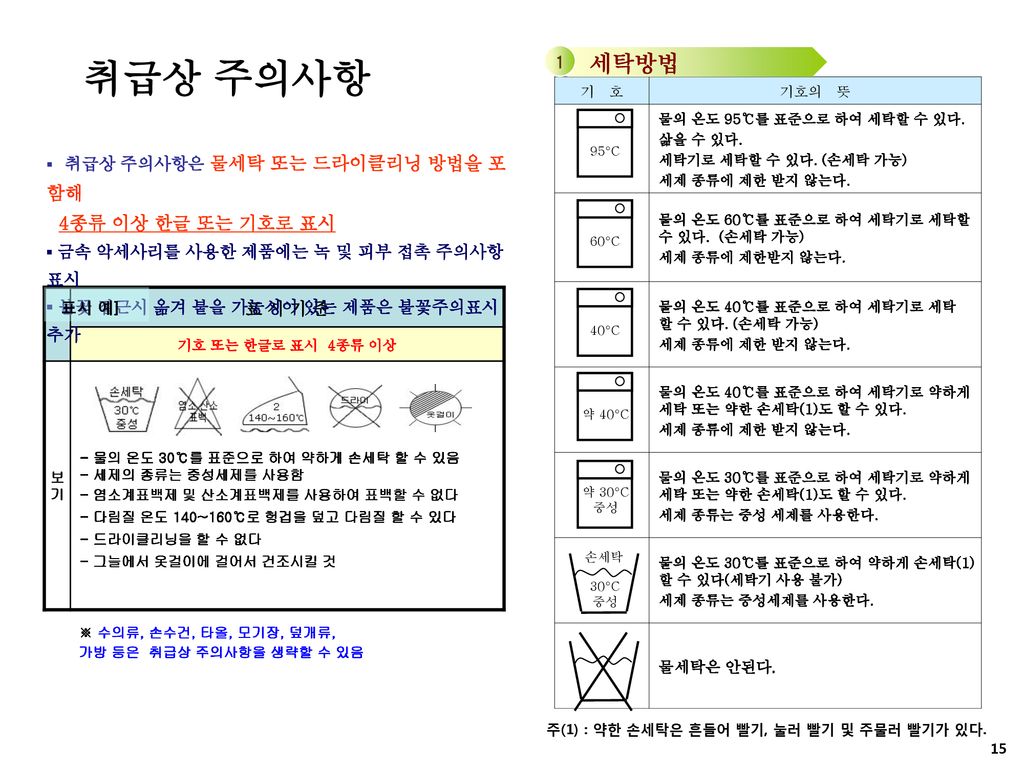 취급상 주의사항
▪ 취급상 주의사항은 물세탁 또는 드라이클리닝 방법을 포
함해
4종류 이상 한글 또는 기호로 표시
▪ 금속 악세사리를 사용한 제품에는 녹 및 피부 접촉 주의사항
표시
옮겨 붙을 가능성이 있는 제품은 불꽃주의표시
추가
표시 예)
기호 또는 한글로 표시 4종류 이상
보
기
손세탁
30℃
중성
염소,산소
표백
2
140~160℃
드라이
옷걸이
- 물의 온도 30℃를 표준으로 하여 약하게 손세탁 할 수 있음
- 세제의 종류는 중성세제를 사용함
- 염소계표백제 및 산소계표백제를 사용하여 표백할 수 없다
- 다림질 온도 140~160℃로 헝겁을 덮고 다림질 할 수 있다
- 드라이클리닝을 할 수 없다
- 그늘에서 옷걸이에 걸어서 건조시킬 것
※ 수의류, 손수건, 타올, 모기장, 덮개류,
가방 등은 취급상 주의사항을 생략할 수 있음
1 세탁방법
기 호 기호의 뜻
95°C
물의 온도 95℃를 표준으로 하여 세탁할 수 있다.
삶을 수 있다.
세탁기로 세탁할 수 있다. (손세탁 가능)
세제 종류에 제한 받지 않는다.
60°C
물의 온도 60℃를 표준으로 하여 세탁기로 세탁할
수 있다. (손세탁 가능)
세제 종류에 제한받지 않는다.
40°C
물의 온도 40℃를 표준으로 하여 세탁기로 세탁
할 수 있다. (손세탁 가능)
세제 종류에 제한 받지 않는다.
약 40°C
물의 온도 40℃를 표준으로 하여 세탁기로 약하게
세탁 또는 약한 손세탁(1)도 할 수 있다.
세제 종류에 제한 받지 않는다.
약 30°C
중성
물의 온도 30℃를 표준으로 하여 세탁기로 약하게
세탁 또는 약한 손세탁(1)도 할 수 있다.
세제 종류는 중성 세제를 사용한다.
손세탁
30°C
중성
물의 온도 30℃를 표준으로 하여 약하게 손세탁(1)
할 수 있다(세탁기 사용 불가)
세제 종류는 중성세제를 사용한다.
물세탁은 안된다.
주(1) : 약한 손세탁은 흔들어 빨기, 눌러 빨기 및 주물러 빨기가 있다.
15